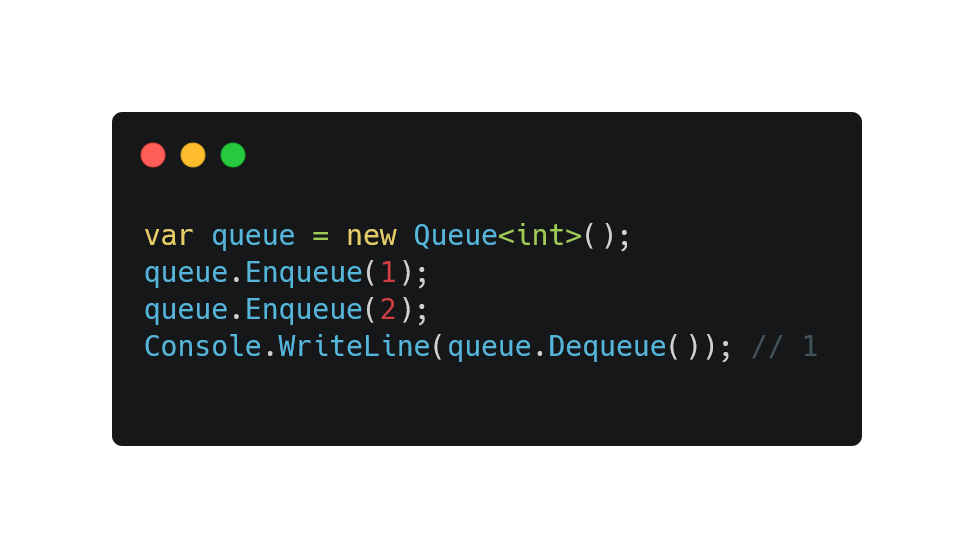 var queue = new Queue<int>();
queue.Enqueue(1);
queue.Enqueue(2);
Console.WriteLine(queue.Dequeue()); // 1